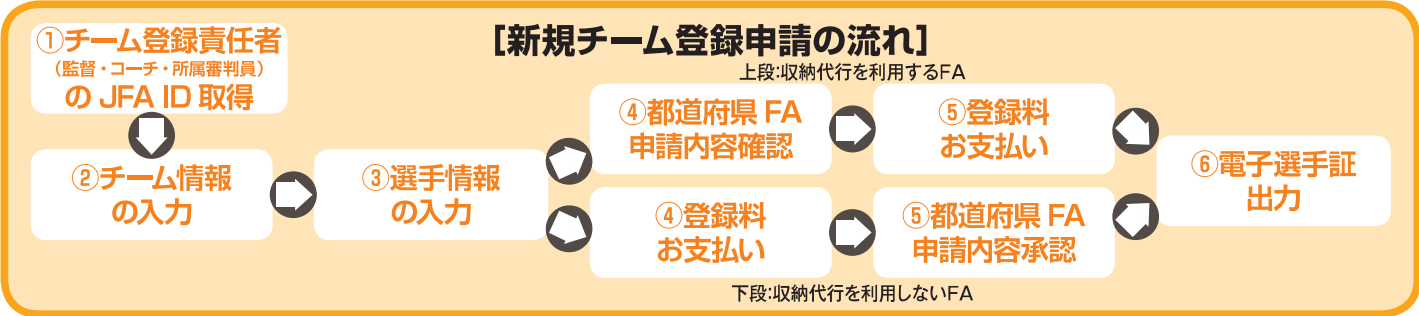 [新規チーム登録申請の流れ]
①チーム登録責任者
（監督・コーチ・所属審判員）
の JFA ID 取得
②チーム情報
の入力
③選手情報
の入力
上段:収納代行を利用するFA
④都道府県 FA
申請内容確認
⑤登録料
お支払い
④登録料
お支払い
⑤都道府県 FA
申請内容承認
下段:収納代行を利用しないFA
⑥電子選手証
出力